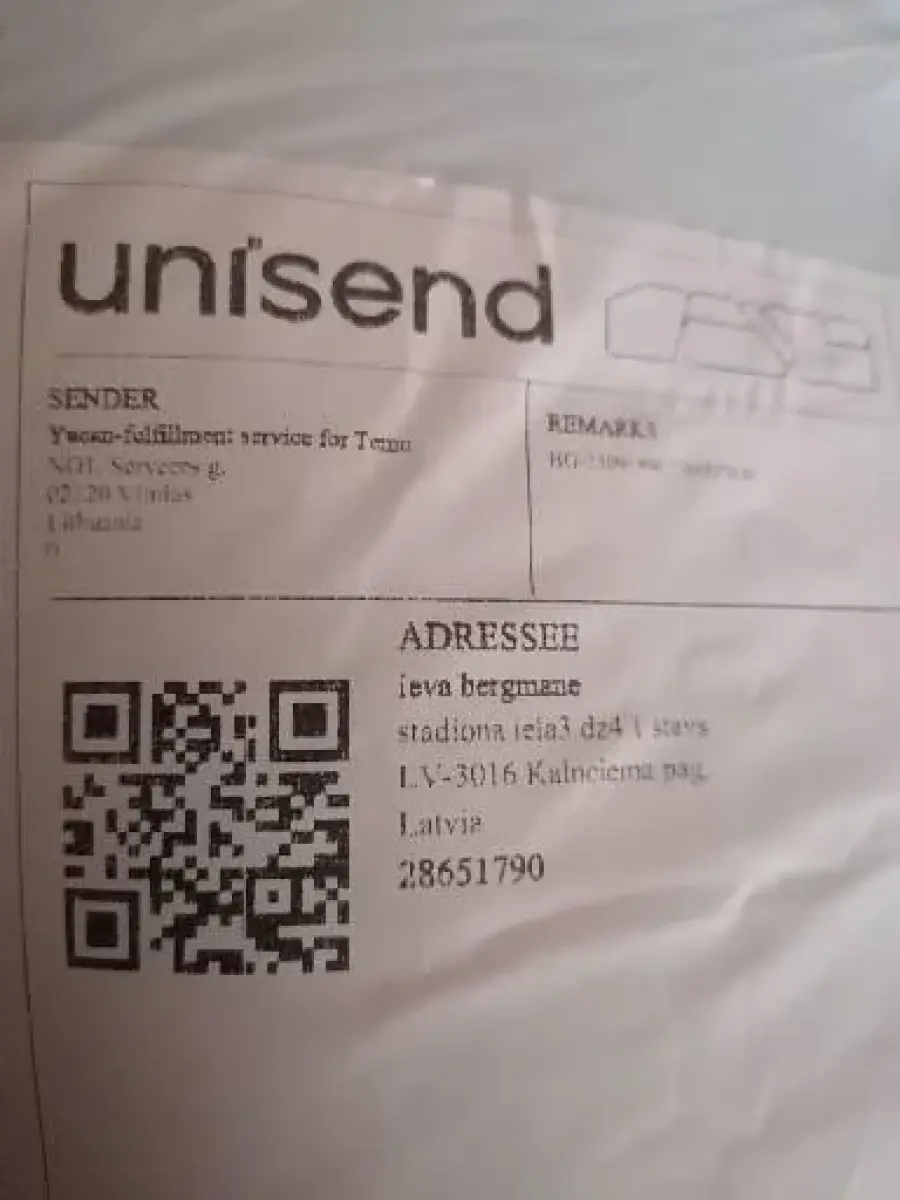 unisend
SENDER
fulfillment service for Temu
Lithuania
REMARKS
ADRESSEE
ieva bergmane
stadiona iela3 dz4 1 stavs
LV-3016 Kalnciema pag.
Latvia
28651790